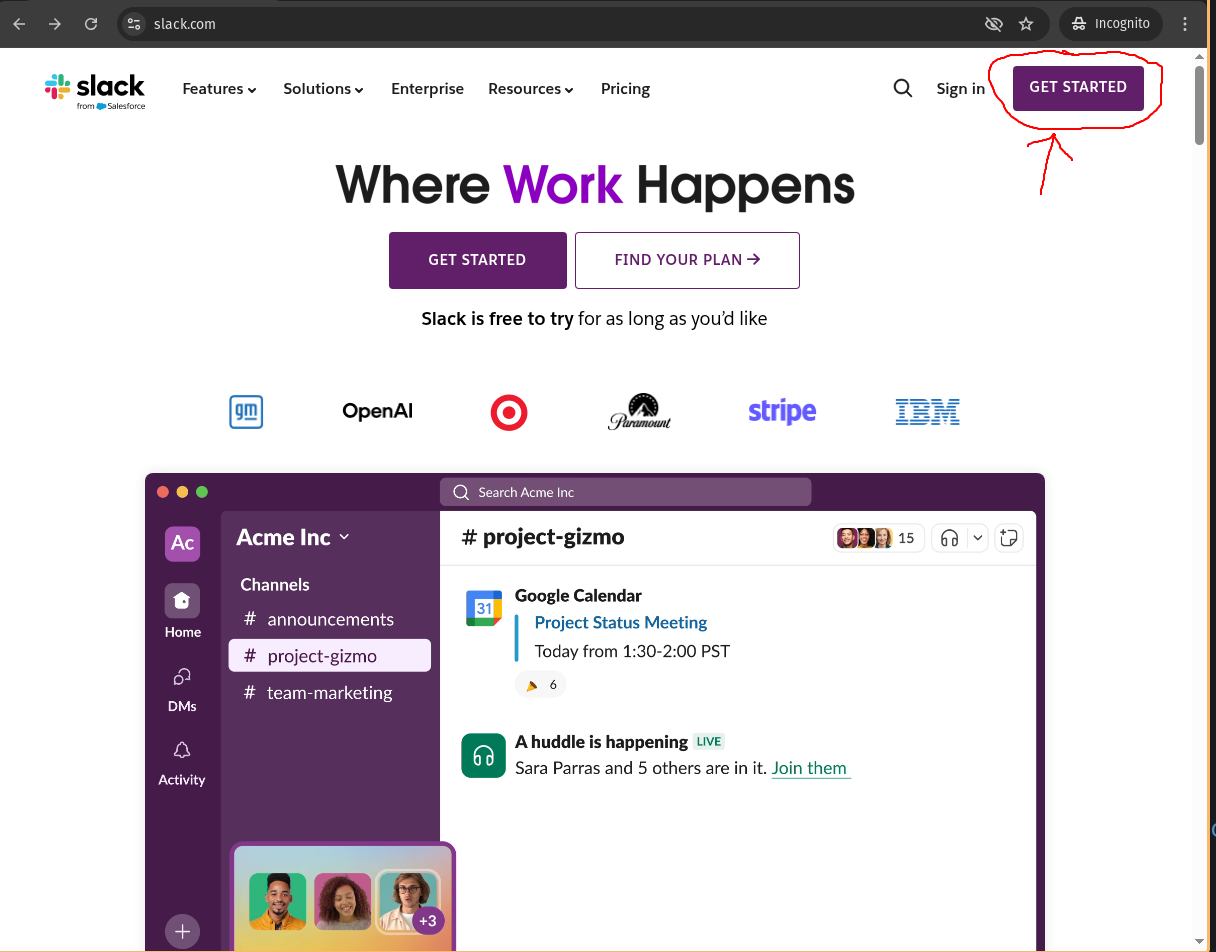 slack.com
Incognito
slack
from Salesforce
Features
Solutions
Enterprise
Resources
Pricing
Sign in
GET STARTED
Where Work Happens
GET STARTED
FIND YOUR PLAN →
Slack is free to try for as long as you’d like
gm
OpenAI
Paramount
stripe
IBM
Search Acme Inc
Ac
Acme Inc
# project-gizmo
15
Channels
Home
# announcements
# project-gizmo
# team-marketing
DMs
Activity
31
Google Calendar
Project Status Meeting
Today from 1:30-2:00 PST
6
A huddle is happening LIVE
Sara Parras and 5 others are in it. Join them
+3